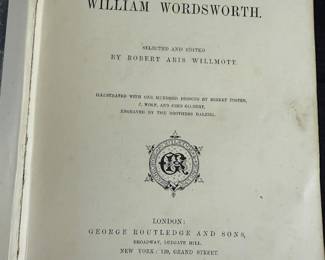 WILLIAM WORDSWORTH.
SELECTED AND EDITED
BY ROBERT ARIS WILLMOTT.
ILLUSTRATED WITH ONE HUNDRED DESIGNS BY BIRKET FOSTER,
J. WOLF, AND JOHN GILBERT,
ENGRAVED BY THE BROTHERS DALZIEL.
LONDON:
GEORGE ROUTLEDGE AND SONS,
BROADWAY, LUDGATE HILL.
NEW YORK: 129, GRAND STREET.